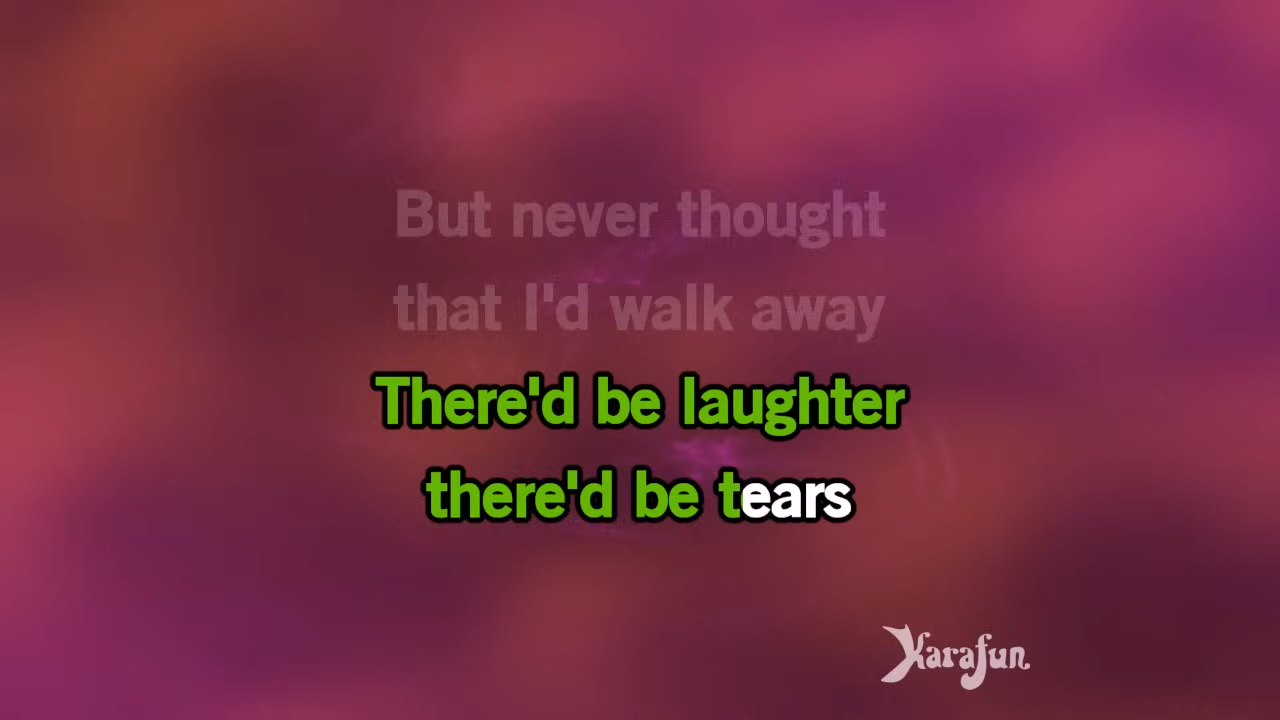 But never thought
that I'd walk away
There'd be laughter
there'd be tears
Karafun